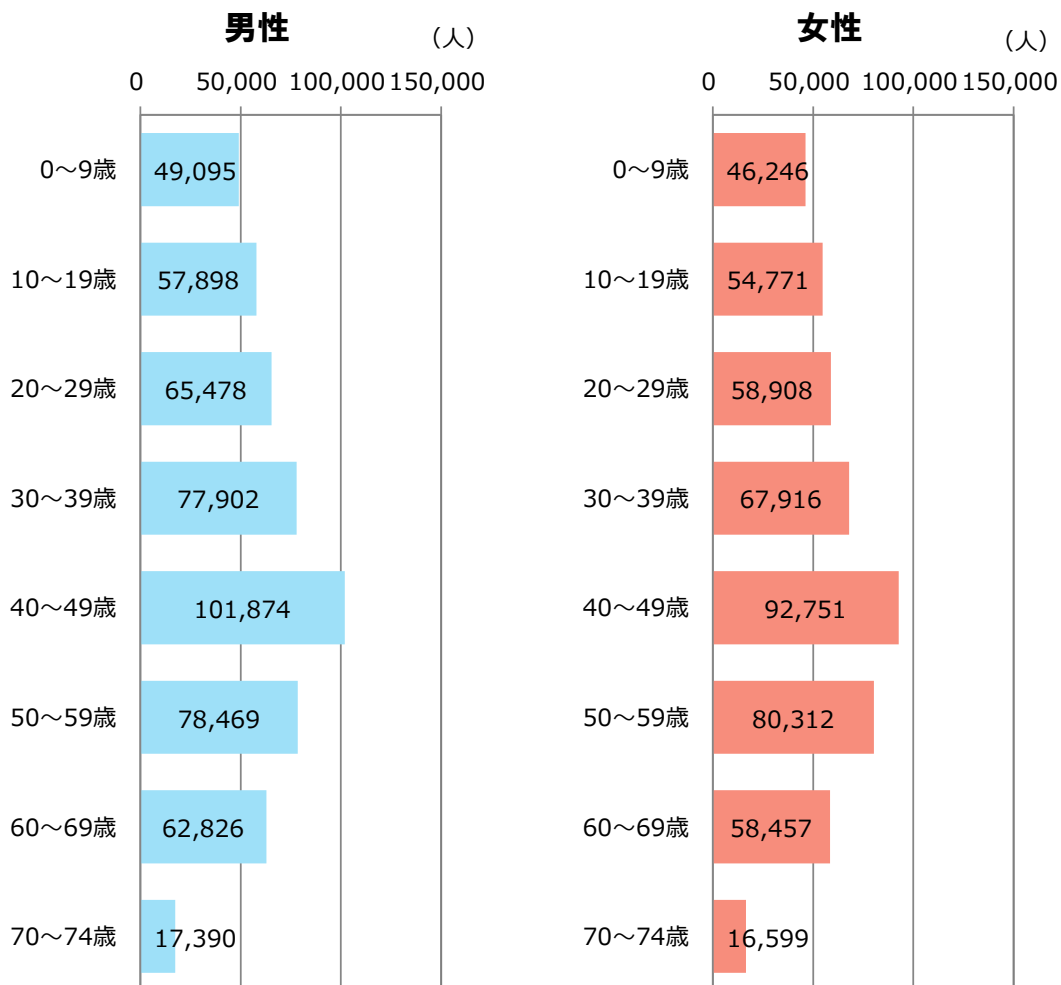 男性
（人）
0 50,000 100,000 150,000
0～9歳 49,095
10～19歳 57,898
20～29歳 65,478
30～39歳 77,902
40～49歳 101,874
50～59歳 78,469
60～69歳 62,826
70～74歳 17,390
女性
（人）
0 50,000 100,000 150,000
0～9歳 46,246
10～19歳 54,771
20～29歳 58,908
30～39歳 67,916
40～49歳 92,751
50～59歳 80,312
60～69歳 58,457
70～74歳 16,599